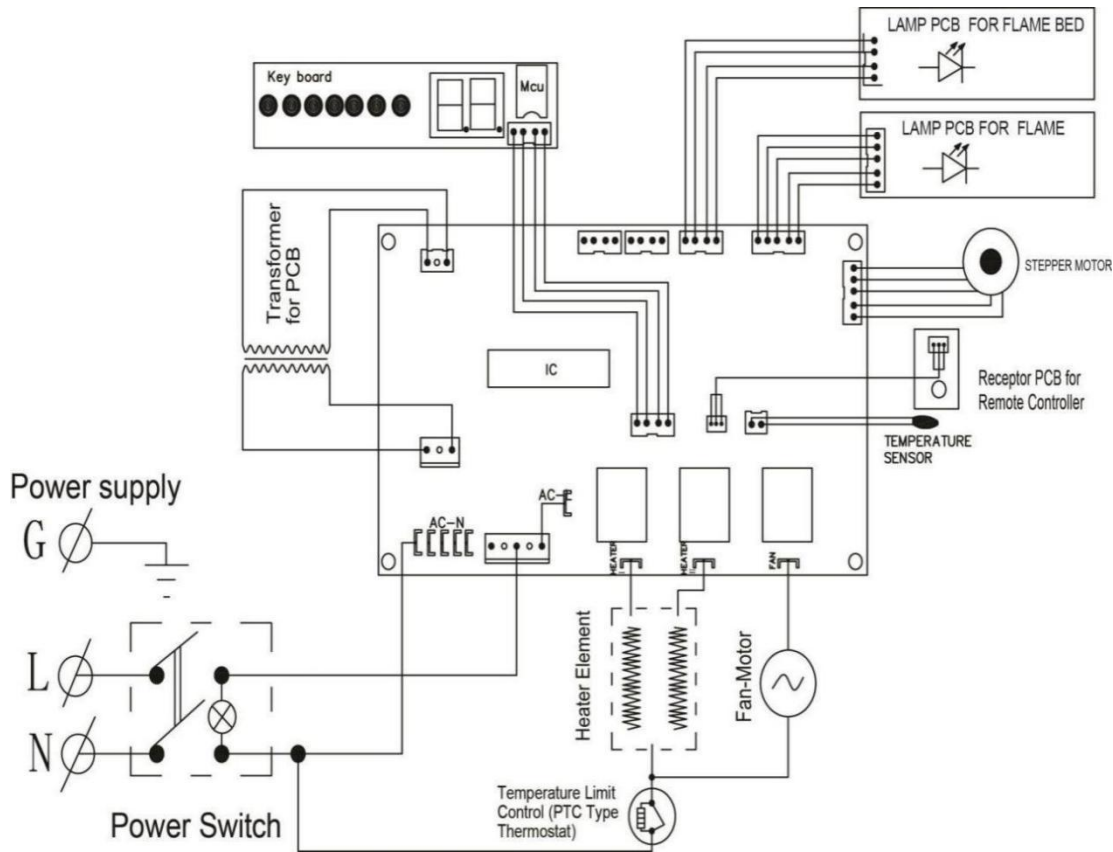 LAMP PCB FOR FLAME BED
Key board
Mcu
LAMP PCB FOR FLAME
Transformer
for PCB
STEPPER MOTOR
IC
Receptor PCB for
Remote Controller
TEMPERATURE
SENSOR
Power supply
G
AC-N
HEATER
HEATER
FAN
L
N
Heater Element
Fan-Motor
Power Switch
Temperature Limit
Control (PTC Type
Thermostat)